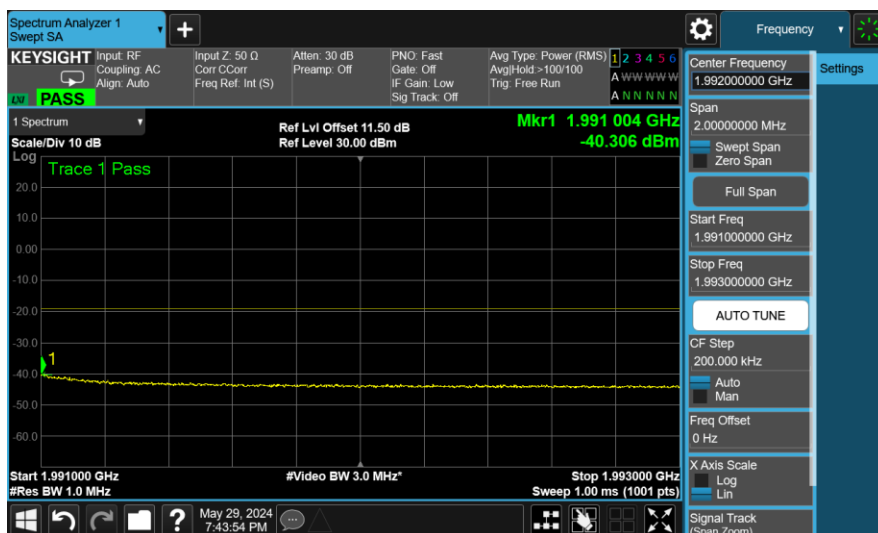 Spectrum Analyzer 1
Swept SA
+
Frequency
KEYSIGHT
Input: RF
Coupling: AC
Align: Auto
LXI
PASS
Input Z: 50 Ω
Corr CCorr
Freq Ref: Int (S)
Atten: 30 dB
Preamp: Off
PNO: Fast
Gate: Off
IF Gain: Low
Sig Track: Off
Avg Type: Power (RMS)
Avg|Hold:>100/100
Trig: Free Run
1 2 3 4 5 6
A W W W W W
A N N N N N
1 Spectrum
Scale/Div 10 dB
Ref Lvl Offset 11.50 dB
Ref Level 30.00 dBm
Mkr1 1.991 004 GHz
-40.306 dBm
Log
Trace 1 Pass
20.0
10.0
0.00
-10.0
-20.0
-30.0
-40.0
-50.0
-60.0
1
Start 1.991000 GHz
#Res BW 1.0 MHz
#Video BW 3.0 MHz*
Stop 1.993000 GHz
Sweep 1.00 ms (1001 pts)
?
May 29, 2024
7:43:54 PM
Center Frequency
1.992000000 GHz
Settings
Span
2.00000000 MHz
Swept Span
Zero Span
Full Span
Start Freq
1.991000000 GHz
Stop Freq
1.993000000 GHz
AUTO TUNE
CF Step
200.000 kHz
Auto
Man
Freq Offset
0 Hz
X Axis Scale
Log
Lin
Signal Track
(Span Zoom)